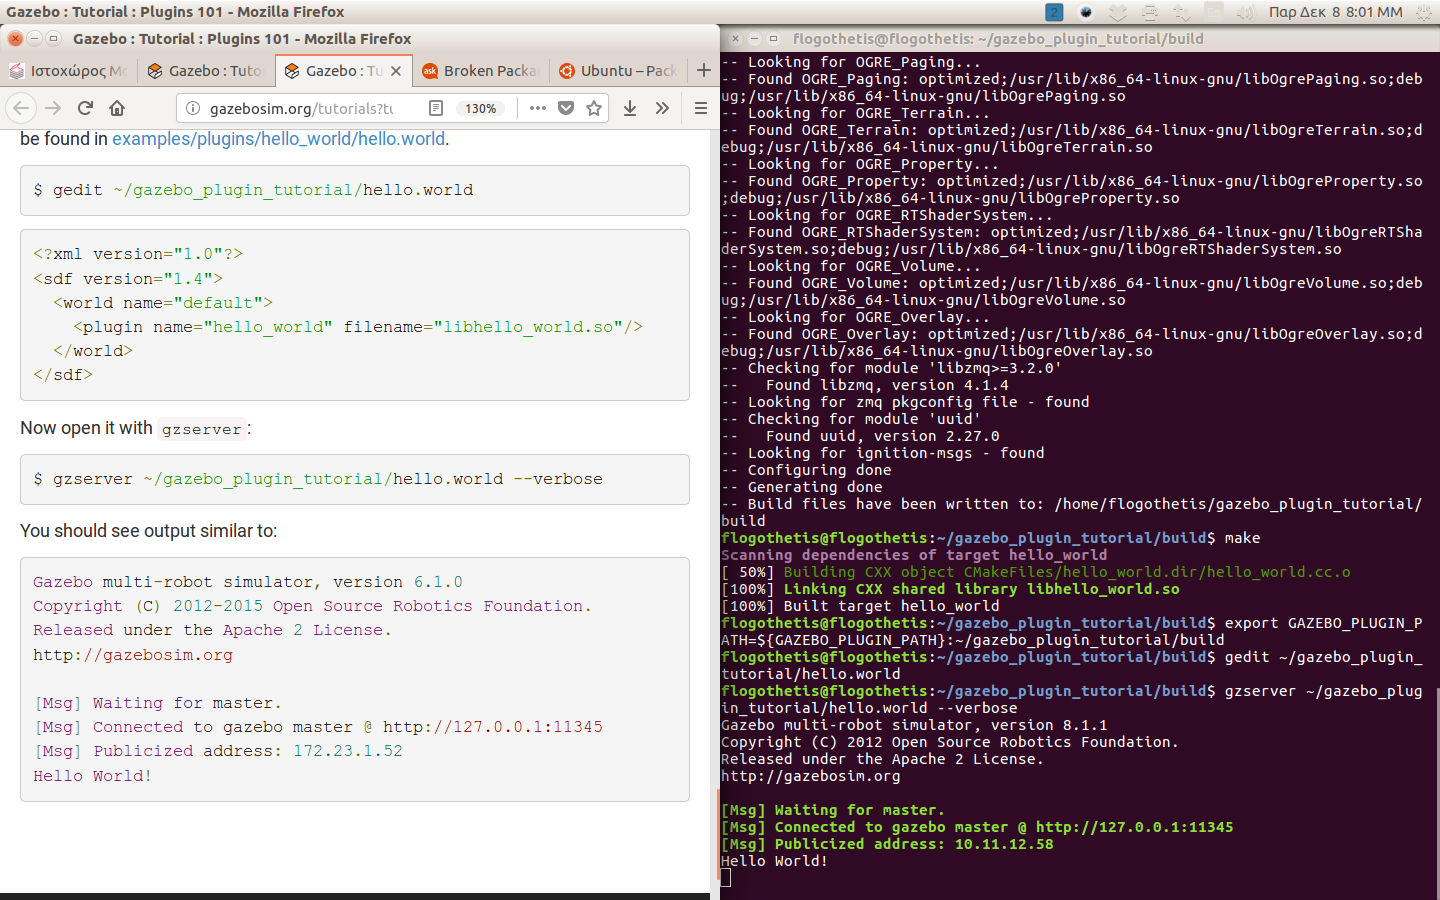 Gazebo : Tutorial : Plugins 101 - Mozilla Firefox
2
Παρ Δεκ 8 8:01 MM
Gazebo : Tutorial : Plugins 101 - Mozilla Firefox
Ιστοχώρος Μο
Gazebo : Tuto
Gazebo : Tu
Broken Packa
Ubuntu – Pack
gazebosim.org/tutorials?tu
130%
be found in examples/plugins/hello_world/hello.world.
$ gedit ~/gazebo_plugin_tutorial/hello.world
<?xml version="1.0"?>
<sdf version="1.4">
<world name="default">
<plugin name="hello_world" filename="libhello_world.so"/>
</world>
</sdf>
Now open it with gzserver:
$ gzserver ~/gazebo_plugin_tutorial/hello.world --verbose
You should see output similar to:
Gazebo multi-robot simulator, version 6.1.0
Copyright (C) 2012-2015 Open Source Robotics Foundation.
Released under the Apache 2 License.
http://gazebosim.org
[Msg] Waiting for master.
[Msg] Connected to gazebo master @ http://127.0.0.1:11345
[Msg] Publicized address: 172.23.1.52
Hello World!
flogothetis@flogothetis: ~/gazebo_plugin_tutorial/build
-- Looking for OGRE_Paging...
-- Found OGRE_Paging: optimized;/usr/lib/x86_64-linux-gnu/libOgrePaging.so;deb
ug;/usr/lib/x86_64-linux-gnu/libOgrePaging.so
-- Looking for OGRE_Terrain...
-- Found OGRE_Terrain: optimized;/usr/lib/x86_64-linux-gnu/libOgreTerrain.so;d
ebug;/usr/lib/x86_64-linux-gnu/libOgreTerrain.so
-- Looking for OGRE_Property...
-- Found OGRE_Property: optimized;/usr/lib/x86_64-linux-gnu/libOgreProperty.so
;debug;/usr/lib/x86_64-linux-gnu/libOgreProperty.so
-- Looking for OGRE_RTShaderSystem...
-- Found OGRE_RTShaderSystem: optimized;/usr/lib/x86_64-linux-gnu/libOgreRTSha
derSystem.so;debug;/usr/lib/x86_64-linux-gnu/libOgreRTShaderSystem.so
-- Looking for OGRE_Volume...
-- Found OGRE_Volume: optimized;/usr/lib/x86_64-linux-gnu/libOgreVolume.so;deb
ug;/usr/lib/x86_64-linux-gnu/libOgreVolume.so
-- Looking for OGRE_Overlay...
-- Found OGRE_Overlay: optimized;/usr/lib/x86_64-linux-gnu/libOgreOverlay.so;d
ebug;/usr/lib/x86_64-linux-gnu/libOgreOverlay.so
-- Checking for module 'libzmq>=3.2.0'
--   Found libzmq, version 4.1.4
-- Looking for zmq pkgconfig file - found
-- Checking for module 'uuid'
--   Found uuid, version 2.27.0
-- Looking for ignition-msgs - found
-- Configuring done
-- Generating done
-- Build files have been written to: /home/flogothetis/gazebo_plugin_tutorial/
build
flogothetis@flogothetis:~/gazebo_plugin_tutorial/build$ make
Scanning dependencies of target hello_world
[ 50%] Building CXX object CMakeFiles/hello_world.dir/hello_world.cc.o
[100%] Linking CXX shared library libhello_world.so
[100%] Built target hello_world
flogothetis@flogothetis:~/gazebo_plugin_tutorial/build$ export GAZEBO_PLUGIN_P
ATH=${GAZEBO_PLUGIN_PATH}:~/gazebo_plugin_tutorial/build
flogothetis@flogothetis:~/gazebo_plugin_tutorial/build$ gedit ~/gazebo_plugin_
tutorial/hello.world
flogothetis@flogothetis:~/gazebo_plugin_tutorial/build$ gzserver ~/gazebo_plug
in_tutorial/hello.world --verbose
Gazebo multi-robot simulator, version 8.1.1
Copyright (C) 2012 Open Source Robotics Foundation.
Released under the Apache 2 License.
http://gazebosim.org
[Msg] Waiting for master.
[Msg] Connected to gazebo master @ http://127.0.0.1:11345
[Msg] Publicized address: 10.11.12.58
Hello World!